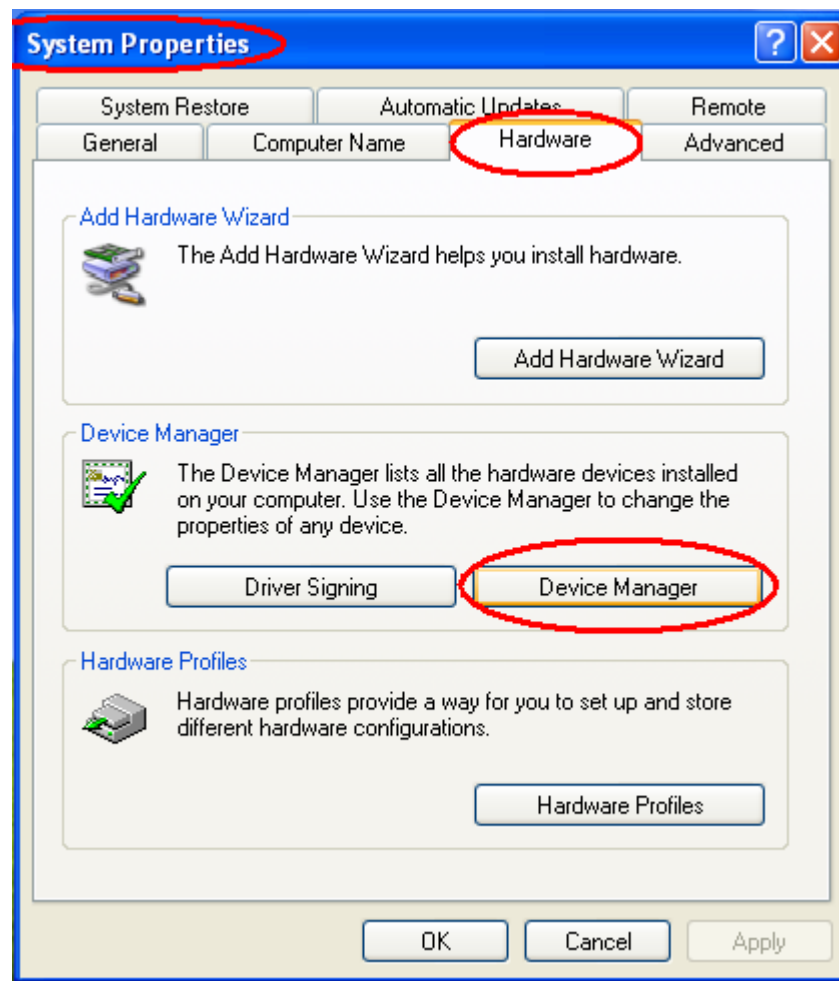 System Properties
System Restore Automatic Updates Remote
General Computer Name Hardware Advanced
Add Hardware Wizard
The Add Hardware Wizard helps you install hardware.
Add Hardware Wizard
Device Manager
The Device Manager lists all the hardware devices installed
on your computer. Use the Device Manager to change the
properties of any device.
Driver Signing Device Manager
Hardware Profiles
Hardware profiles provide a way for you to set up and store
different hardware configurations.
Hardware Profiles
OK Cancel Apply